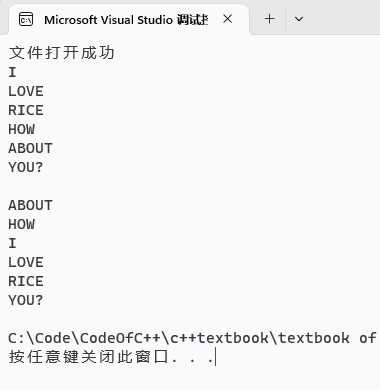 Microsoft Visual Studio 调试控
文件打开成功
I
LOVE
RICE
HOW
ABOUT
YOU?
ABOUT
HOW
I
LOVE
RICE
YOU?
C:\Code\CodeOfC++\c++textbook\textbook of
按任意键关闭此窗口. . .